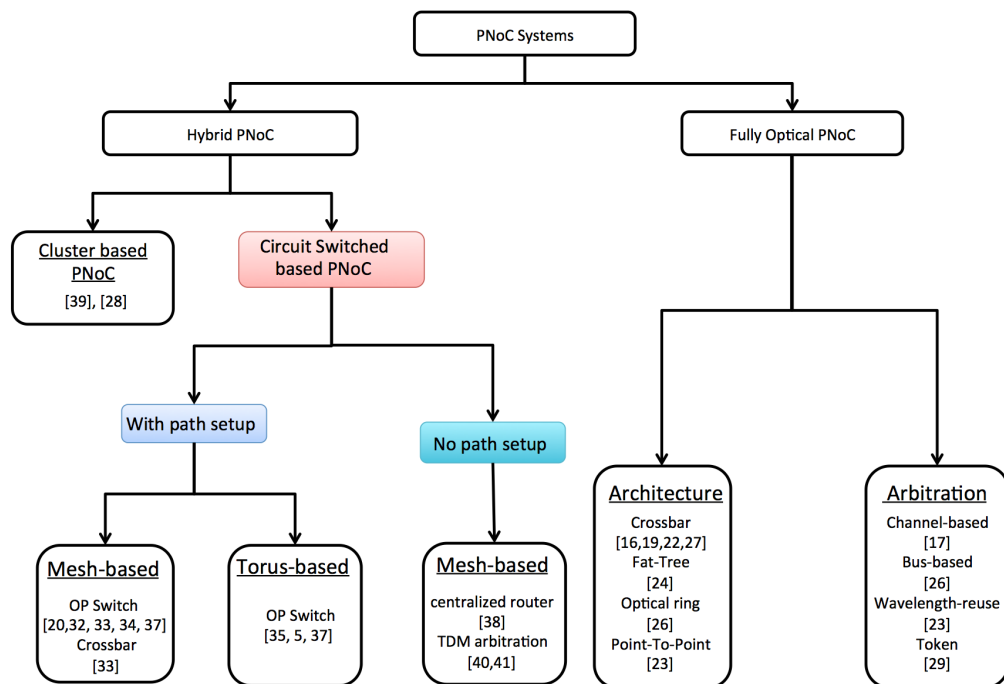 PNoC Systems
Hybrid PNoC
Fully Optical PNoC
Cluster based
PNoC
[39], [28]
Circuit Switched
based PNoC
With path setup
No path setup
Mesh-based
OP Switch
[20,32, 33, 34, 37]
Crossbar
[33]
Torus-based
OP Switch
[35, 5, 37]
Mesh-based
centralized router
[38]
TDM arbitration
[40,41]
Architecture
Crossbar
[16,19,22,27]
Fat-Tree
[24]
Optical ring
[26]
Point-To-Point
[23]
Arbitration
Channel-based
[17]
Bus-based
[26]
Wavelength-reuse
[23]
Token
[29]